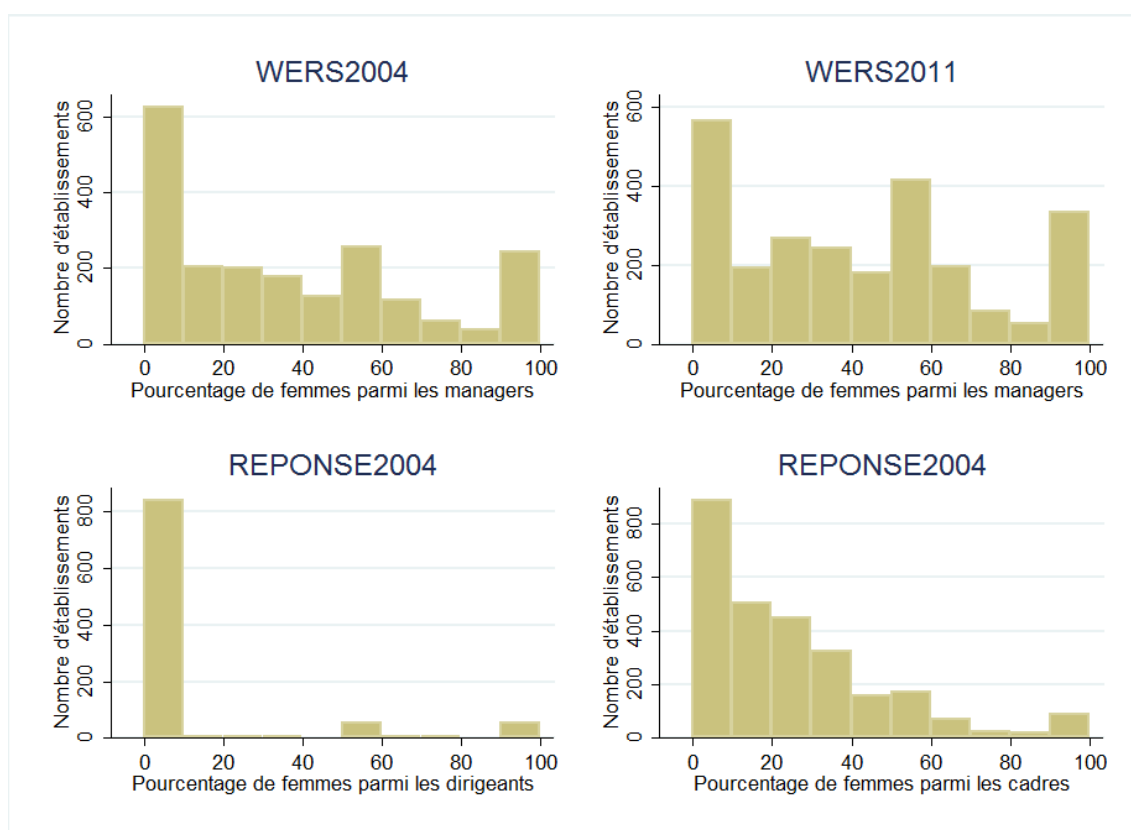 WERS2004
Nombre d'établissements
600
400
200
0
0 20 40 60 80 100
Pourcentage de femmes parmi les managers
WERS2011
Nombre d'établissements
600
400
200
0
0 20 40 60 80 100
Pourcentage de femmes parmi les managers
REPONSE2004
Nombre d'établissements
800
600
400
200
0
0 20 40 60 80 100
Pourcentage de femmes parmi les dirigeants
REPONSE2004
Nombre d'établissements
800
600
400
200
0
0 20 40 60 80 100
Pourcentage de femmes parmi les cadres